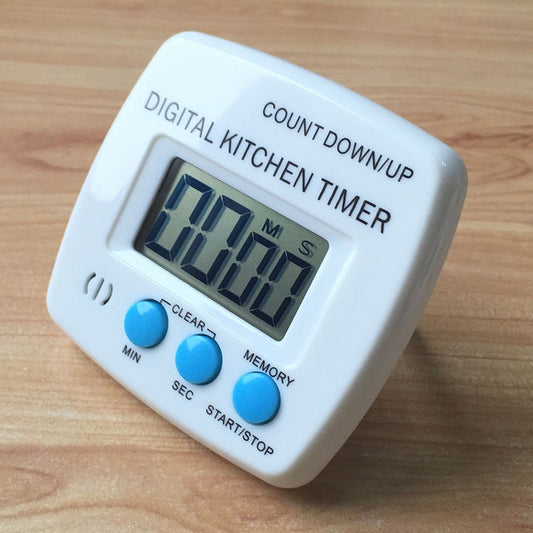 COUNT DOWN/UP
DIGITAL KITCHEN TIMER
M S
00:00
CLEAR
MIN
SEC
MEMORY
START/STOP